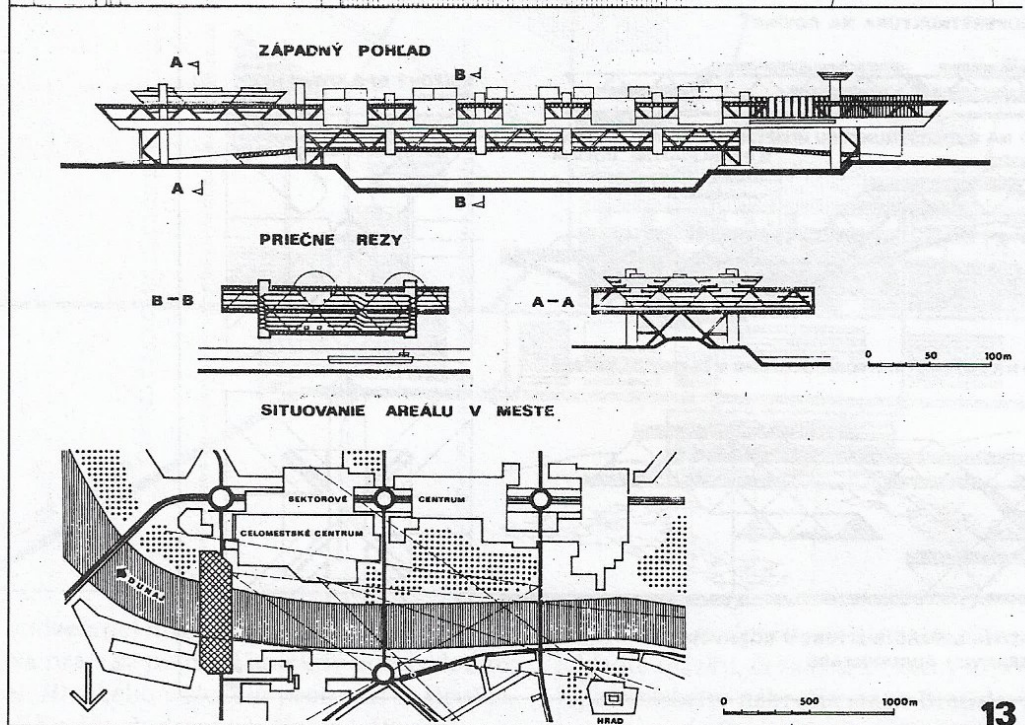 ZÁPADNÝ POHĽAD
A
B
A
B
PRIEČNE REZY
B-B
A-A
0 50 100m
SITUOVANIE AREÁLU V MESTE
SEKTOROVÉ CENTRUM
CELOMESTSKÉ CENTRUM
DUNAJ
HRAD
0 500 1000m
13